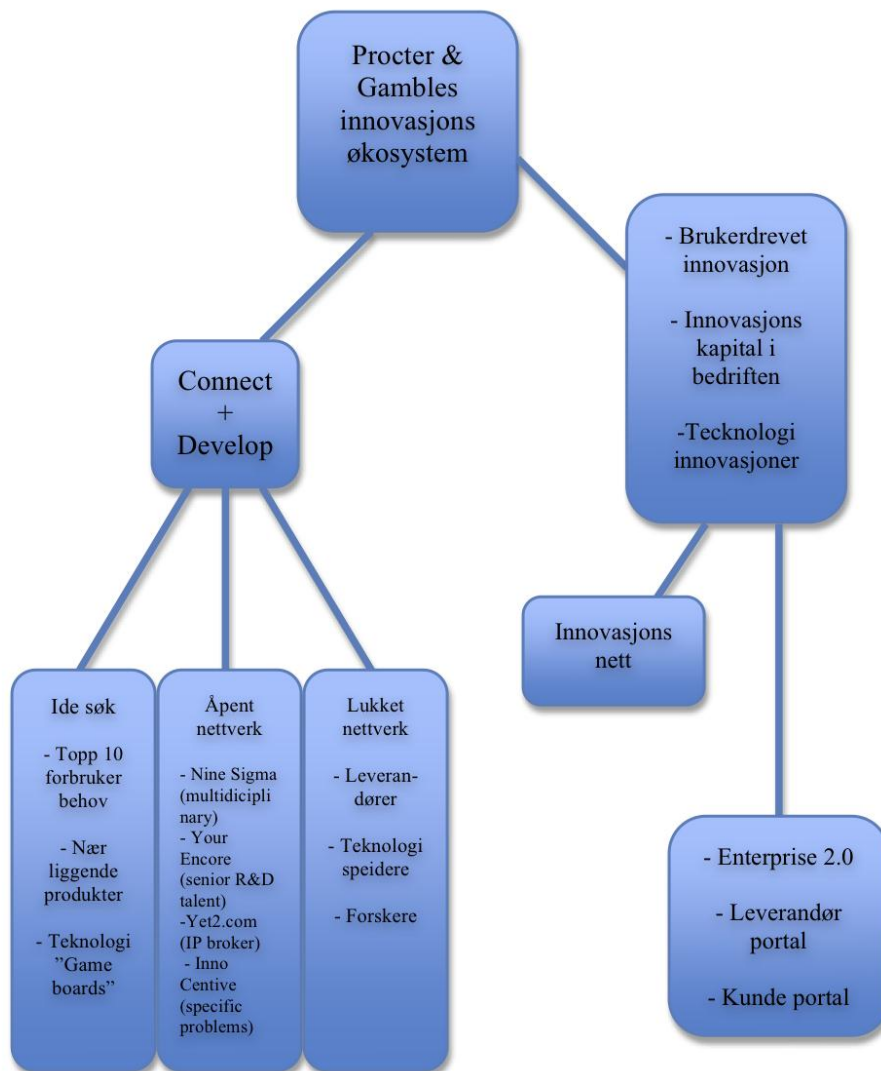 Procter &
Gambles
innovasjons
økosystem
- Brukerdrevet
innovasjon
- Innovasjons
kapital i
bedriften
-Tecknologi
innovasjoner
Connect
+
Develop
Innovasjons
nett
Ide søk
- Topp 10
forbruker
behov
- Nær
liggende
produkter
- Teknologi
”Game
boards”
Åpent
nettverk
- Nine Sigma
(multidicipli
nary)
- Your
Encore
(senior R&D
talent)
-Yet2.com
(IP broker)
- Inno
Centive
(specific
problems)
Lukket
nettverk
- Leveran-
dører
- Teknologi
speidere
- Forskere
- Enterprise 2.0
- Leverandør
portal
- Kunde portal